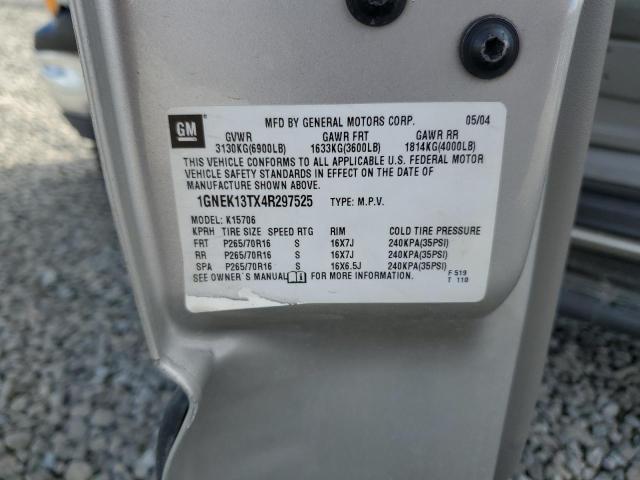 GM MFD BY GENERAL MOTORS CORP. 05/04
GVWR GAWR FRT GAWR RR
3130KG(6900LB) 1633KG(3600LB) 1814KG(4000LB)
THIS VEHICLE CONFORMS TO ALL APPLICABLE U.S. FEDERAL MOTOR
VEHICLE SAFETY STANDARDS IN EFFECT ON THE DATE OF
MANUFACTURE SHOWN ABOVE.
1GNEK13TX4R297525 TYPE: M.P.V.
MODEL: K15706
KPRH TIRE SIZE SPEED RTG RIM COLD TIRE PRESSURE
FRT P265/70R16 S 16X7J 240KPA(35PSI)
RR P265/70R16 S 16X7J 240KPA(35PSI)
SPA P265/70R16 S 16X6.5J 240KPA(35PSI)
SEE OWNER'S MANUAL FOR MORE INFORMATION. F 519
T 110